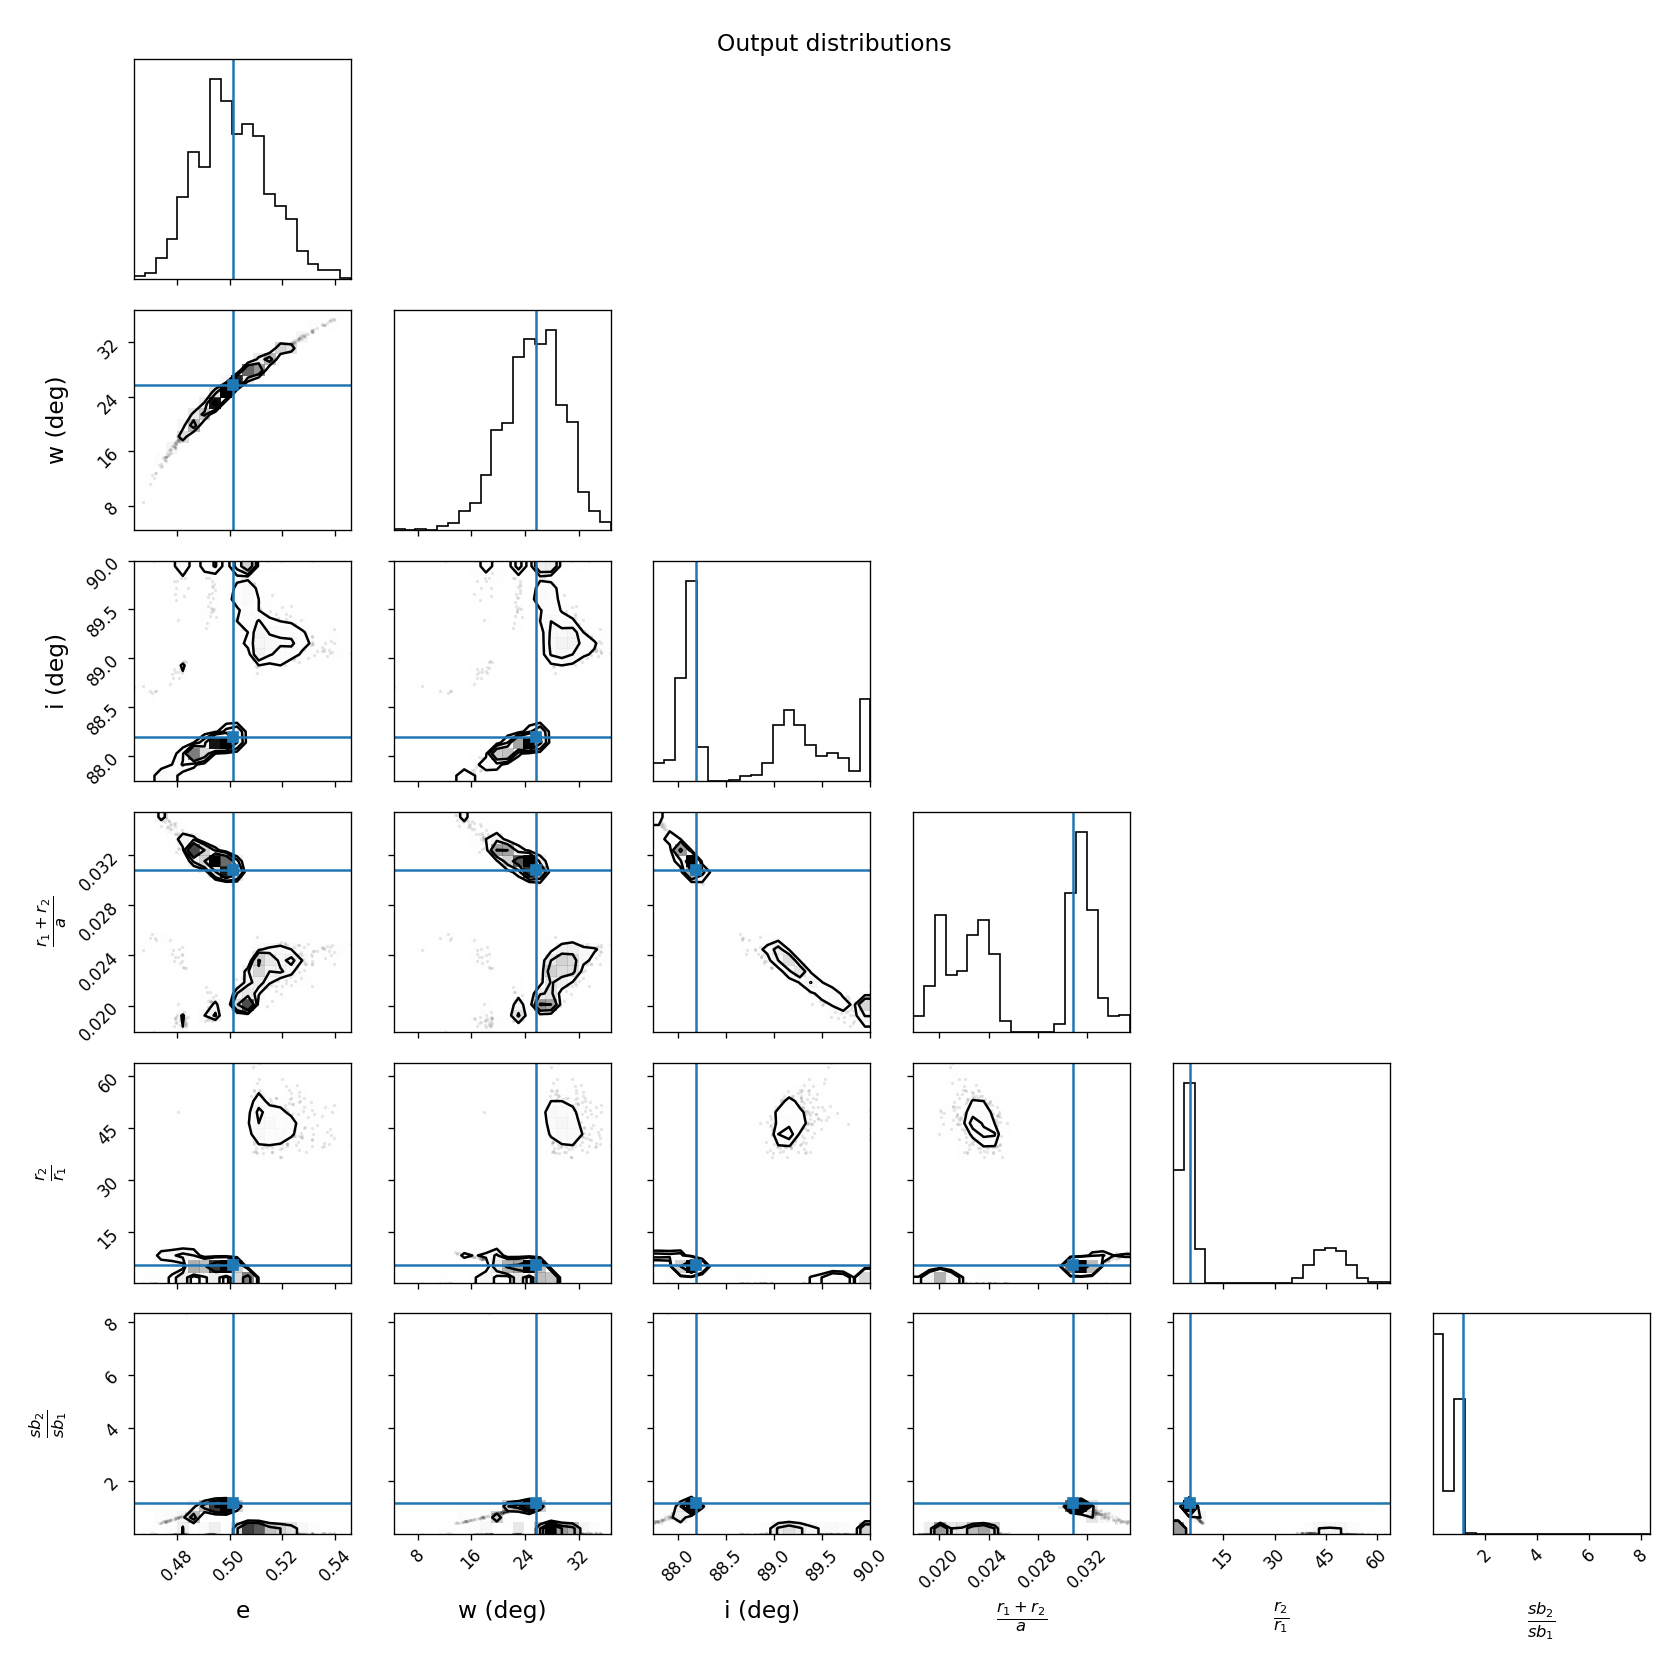 Output distributions
32
24
16
8
w (deg)
90.0
89.5
89.0
88.5
88.0
i (deg)
0.032
0.028
0.024
0.020
r1 + r2
a
60
45
30
15
r2
r1
8
6
4
2
sb2
sb1
0.48 0.50 0.52 0.54 8 16 24 32 88.0 88.5 89.0 89.5 90.0 0.020 0.024 0.028 0.032 15 30 45 60 2 4 6 8
e w (deg) i (deg) r1 + r2 r2 sb2
a r1 sb1